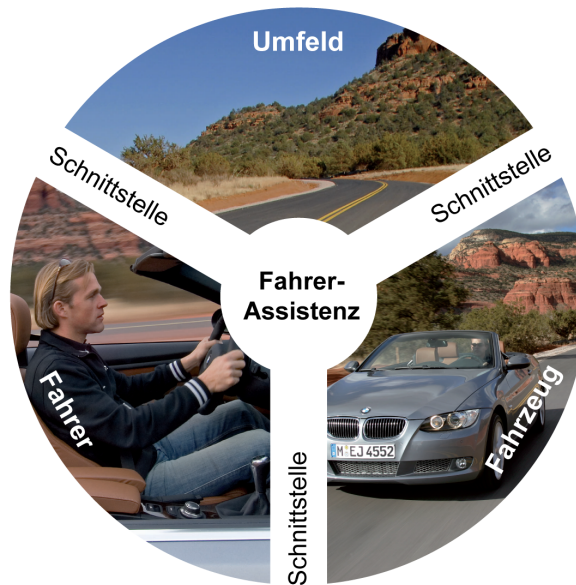 Umfeld
Schnittstelle
Schnittstelle
Fahrer-
Assistenz
Fahrer
Fahrzeug
M EJ 4552
Schnittstelle